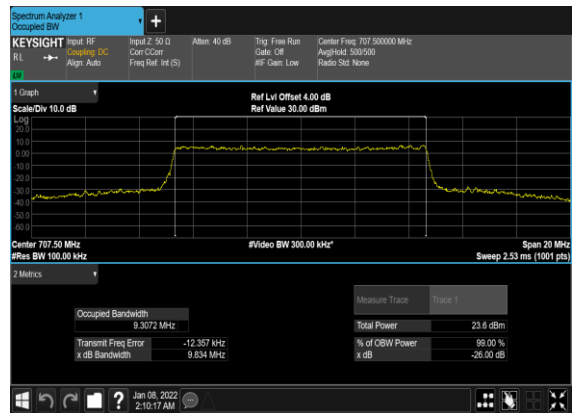 Spectrum Analyzer 1
Occupied BW
KEYSIGHT Input: RF Input Z: 50 Ω Atten: 40 dB Trig: Free Run Center Freq: 707.500000 MHz
R L Coupling: DC Corr CCorr Gate: Off Avg|Hold: 500/500
Align: Auto Freq Ref: Int (S) #IF Gain: Low Radio Std: None
LXI
1 Graph
Ref Lvl Offset 4.00 dB
Scale/Div 10.0 dB Ref Value 30.00 dBm
Log
20.0
10.0
0.00
-10.0
-20.0
-30.0
-40.0
-50.0
-60.0
Center 707.50 MHz #Video BW 300.00 kHz* Span 20 MHz
#Res BW 100.00 kHz Sweep 2.53 ms (1001 pts)
2 Metrics
Measure Trace Trace 1
Occupied Bandwidth
9.3072 MHz Total Power 23.6 dBm
Transmit Freq Error -12.357 kHz % of OBW Power 99.00 %
x dB Bandwidth 9.834 MHz x dB -26.00 dB
? Jan 08, 2022
2:10:17 AM